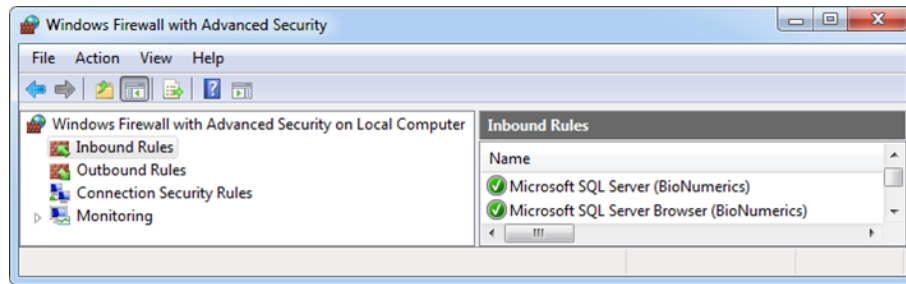 Windows Firewall with Advanced Security
File Action View Help
Windows Firewall with Advanced Security on Local Computer
Inbound Rules
Outbound Rules
Connection Security Rules
Monitoring
Inbound Rules
Name
Microsoft SQL Server (BioNumerics)
Microsoft SQL Server Browser (BioNumerics)